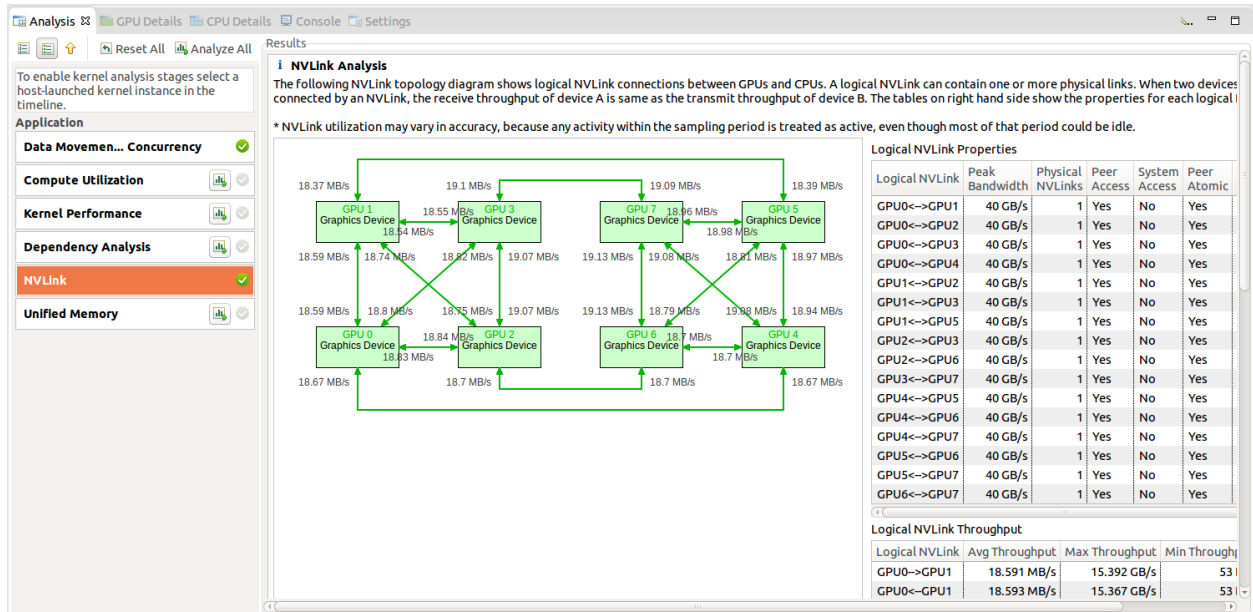 Analysis GPU Details CPU Details Console Settings
Reset All Analyze All
To enable kernel analysis stages select a
host-launched kernel instance in the
timeline.
Application
Data Movemen... Concurrency
Compute Utilization
Kernel Performance
Dependency Analysis
NVLink
Unified Memory
Results
i NVLink Analysis
The following NVLink topology diagram shows logical NVLink connections between GPUs and CPUs. A logical NVLink can contain one or more physical links. When two devices
connected by an NVLink, the receive throughput of device A is same as the transmit throughput of device B. The tables on right hand side show the properties for each logical
* NVLink utilization may vary in accuracy, because any activity within the sampling period is treated as active, even though most of that period could be idle.
18.37 MB/s 19.1 MB/s 19.09 MB/s 18.39 MB/s
GPU 1 18.55 MB/s GPU 3 GPU 7 18.96 MB/s GPU 5
Graphics Device Graphics Device Graphics Device Graphics Device
18.54 MB/s 18.98 MB/s
18.59 MB/s 18.74 MB/s 18.82 MB/s 19.07 MB/s 19.13 MB/s 19.08 MB/s 18.81 MB/s 18.97 MB/s
18.59 MB/s 18.8 MB/s 18.75 MB/s 19.07 MB/s 19.13 MB/s 18.79 MB/s 19.08 MB/s 18.94 MB/s
GPU 0 18.84 MB/s GPU 2 GPU 6 18.7 MB/s GPU 4
Graphics Device Graphics Device Graphics Device Graphics Device
18.83 MB/s 18.7 MB/s
18.67 MB/s 18.7 MB/s 18.7 MB/s 18.67 MB/s
Logical NVLink Properties
Logical NVLink Peak Bandwidth Physical NVLinks Peer Access System Access Peer Atomic
GPU0<-->GPU1 40 GB/s 1 Yes No Yes
GPU0<-->GPU2 40 GB/s 1 Yes No Yes
GPU0<-->GPU3 40 GB/s 1 Yes No Yes
GPU0<-->GPU4 40 GB/s 1 Yes No Yes
GPU1<-->GPU2 40 GB/s 1 Yes No Yes
GPU1<-->GPU3 40 GB/s 1 Yes No Yes
GPU1<-->GPU5 40 GB/s 1 Yes No Yes
GPU2<-->GPU3 40 GB/s 1 Yes No Yes
GPU2<-->GPU6 40 GB/s 1 Yes No Yes
GPU3<-->GPU7 40 GB/s 1 Yes No Yes
GPU4<-->GPU5 40 GB/s 1 Yes No Yes
GPU4<-->GPU6 40 GB/s 1 Yes No Yes
GPU4<-->GPU7 40 GB/s 1 Yes No Yes
GPU5<-->GPU6 40 GB/s 1 Yes No Yes
GPU5<-->GPU7 40 GB/s 1 Yes No Yes
GPU6<-->GPU7 40 GB/s 1 Yes No Yes
Logical NVLink Throughput
Logical NVLink Avg Throughput Max Throughput Min Throughp
GPU0-->GPU1 18.591 MB/s 15.392 GB/s 53
GPU0<--GPU1 18.593 MB/s 15.367 GB/s 53